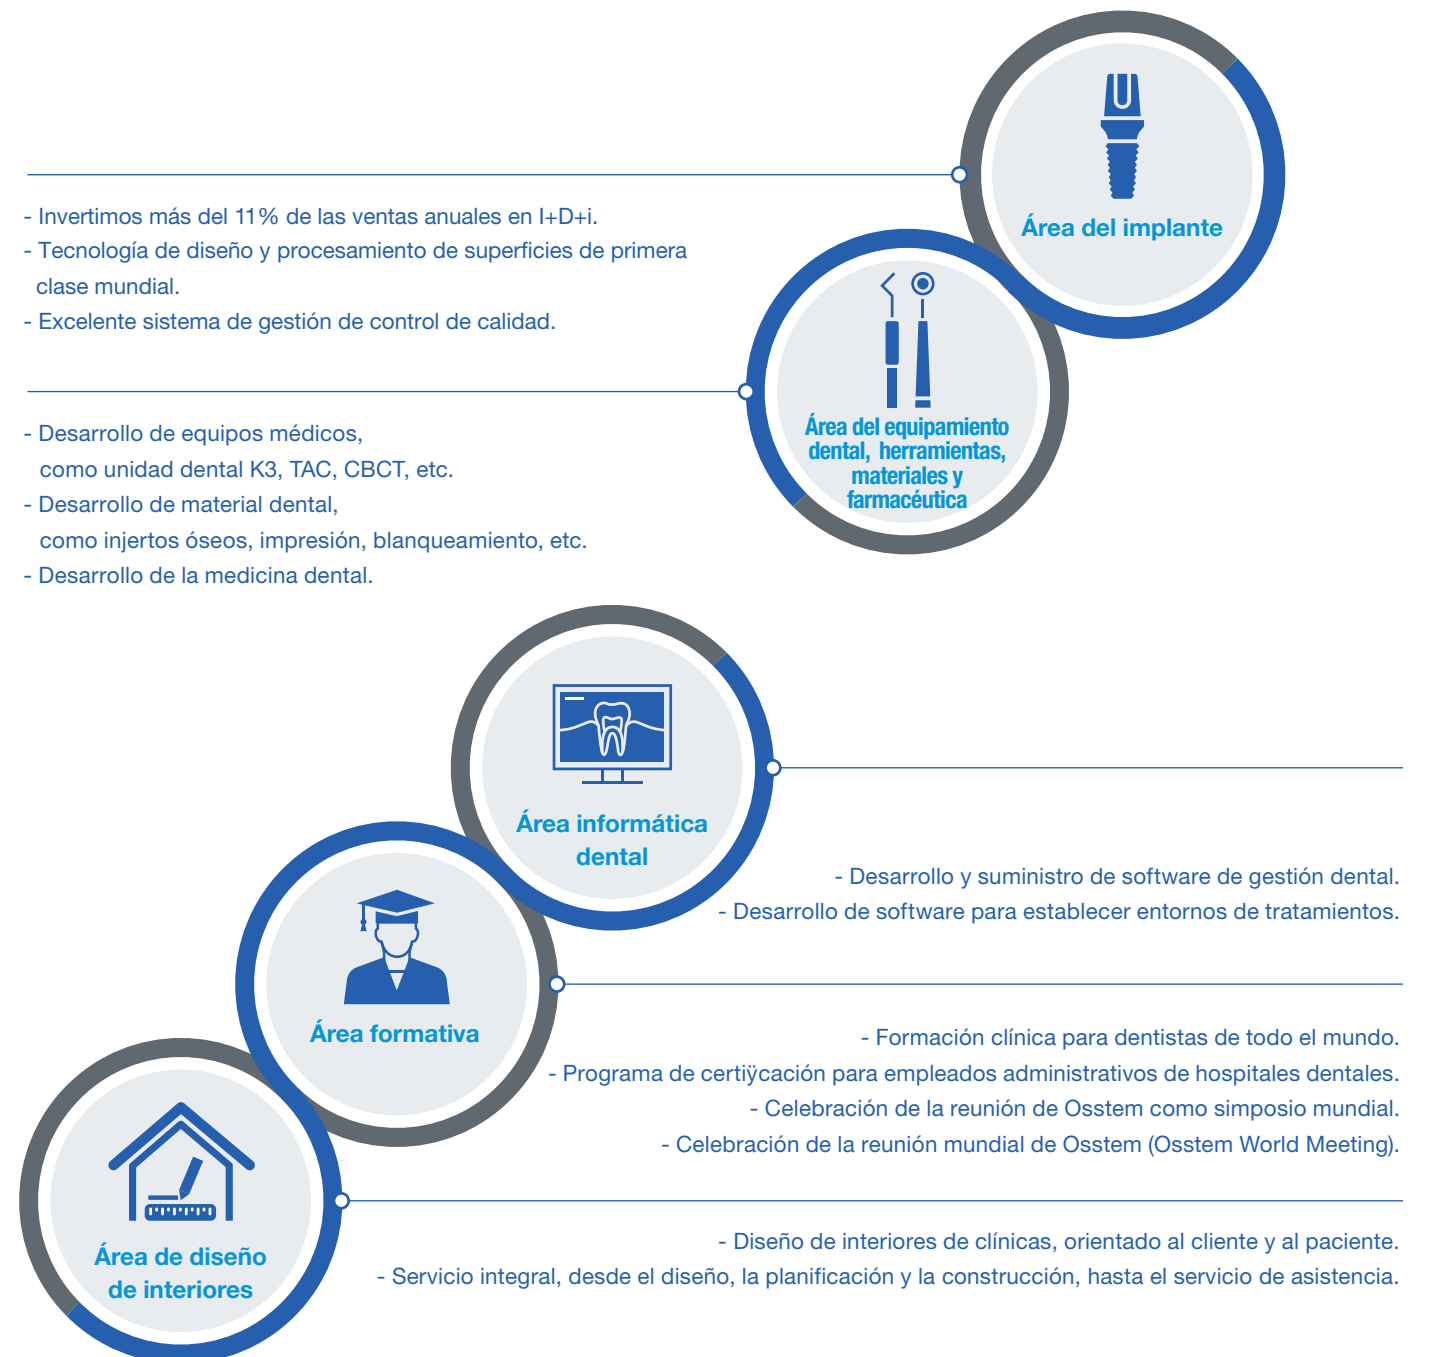 Área del implante
- Invertimos más del 11% de las ventas anuales en I+D+i.
- Tecnología de diseño y procesamiento de superficies de primera
clase mundial.
- Excelente sistema de gestión de control de calidad.
Área del equipamiento
dental, herramientas,
materiales y
farmacéutica
- Desarrollo de equipos médicos,
como unidad dental K3, TAC, CBCT, etc.
- Desarrollo de material dental,
como injertos óseos, impresión, blanqueamiento, etc.
- Desarrollo de la medicina dental.
Área informática
dental
- Desarrollo y suministro de software de gestión dental.
- Desarrollo de software para establecer entornos de tratamientos.
Área formativa
- Formación clínica para dentistas de todo el mundo.
- Programa de certiÿcación para empleados administrativos de hospitales dentales.
- Celebración de la reunión de Osstem como simposio mundial.
- Celebración de la reunión mundial de Osstem (Osstem World Meeting).
Área de diseño
de interiores
- Diseño de interiores de clínicas, orientado al cliente y al paciente.
- Servicio integral, desde el diseño, la planificación y la construcción, hasta el servicio de asistencia.